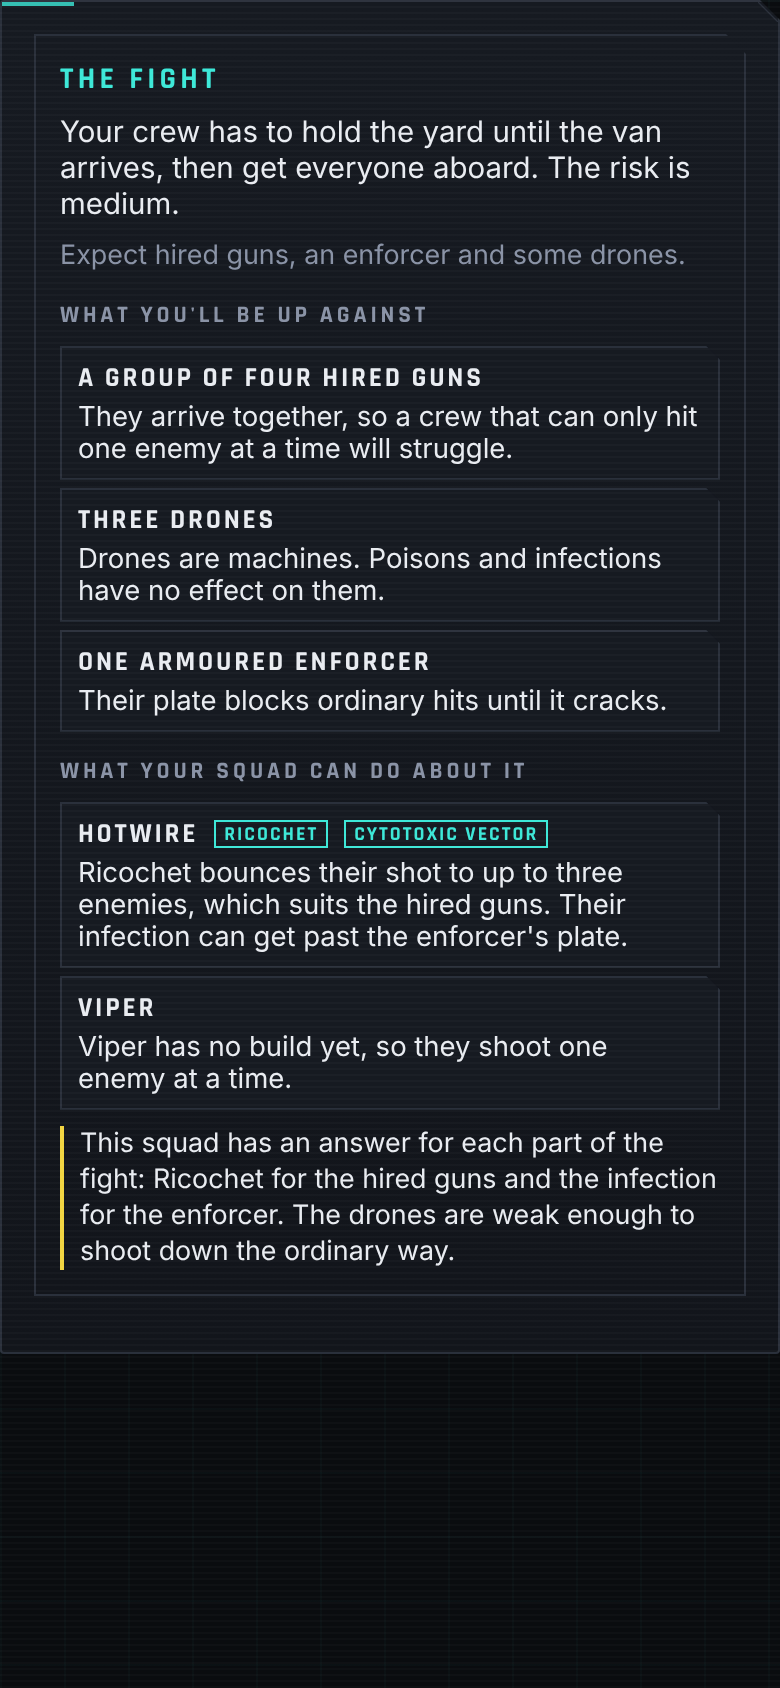 THE FIGHT
Your crew has to hold the yard until the van
arrives, then get everyone aboard. The risk is
medium.
Expect hired guns, an enforcer and some drones.
WHAT YOU'LL BE UP AGAINST
A GROUP OF FOUR HIRED GUNS
They arrive together, so a crew that can only hit
one enemy at a time will struggle.
THREE DRONES
Drones are machines. Poisons and infections
have no effect on them.
ONE ARMOURED ENFORCER
Their plate blocks ordinary hits until it cracks.
WHAT YOUR SQUAD CAN DO ABOUT IT
HOTWIRE RICOCHET CYTOTOXIC VECTOR
Ricochet bounces their shot to up to three
enemies, which suits the hired guns. Their
infection can get past the enforcer's plate.
VIPER
Viper has no build yet, so they shoot one
enemy at a time.
This squad has an answer for each part of the
fight: Ricochet for the hired guns and the infection
for the enforcer. The drones are weak enough to
shoot down the ordinary way.